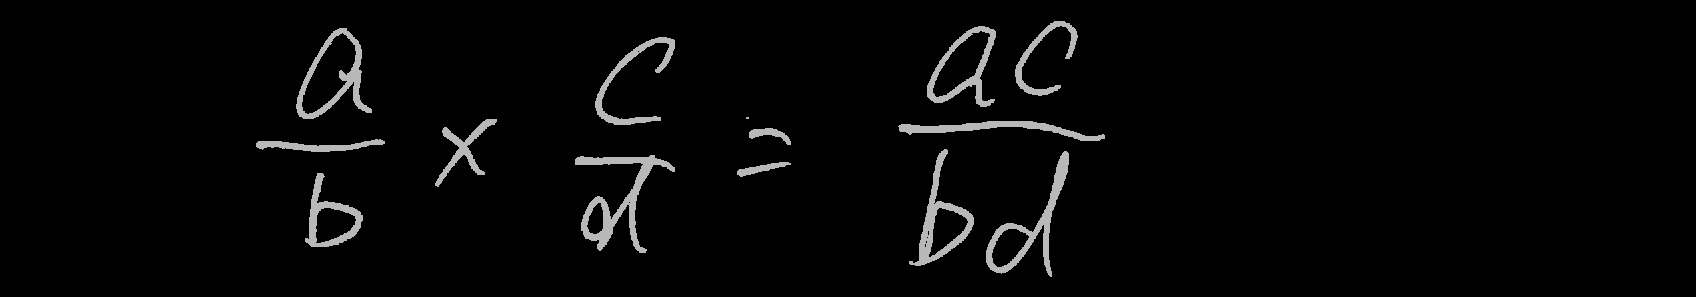 a/b × c/d = ac/bd